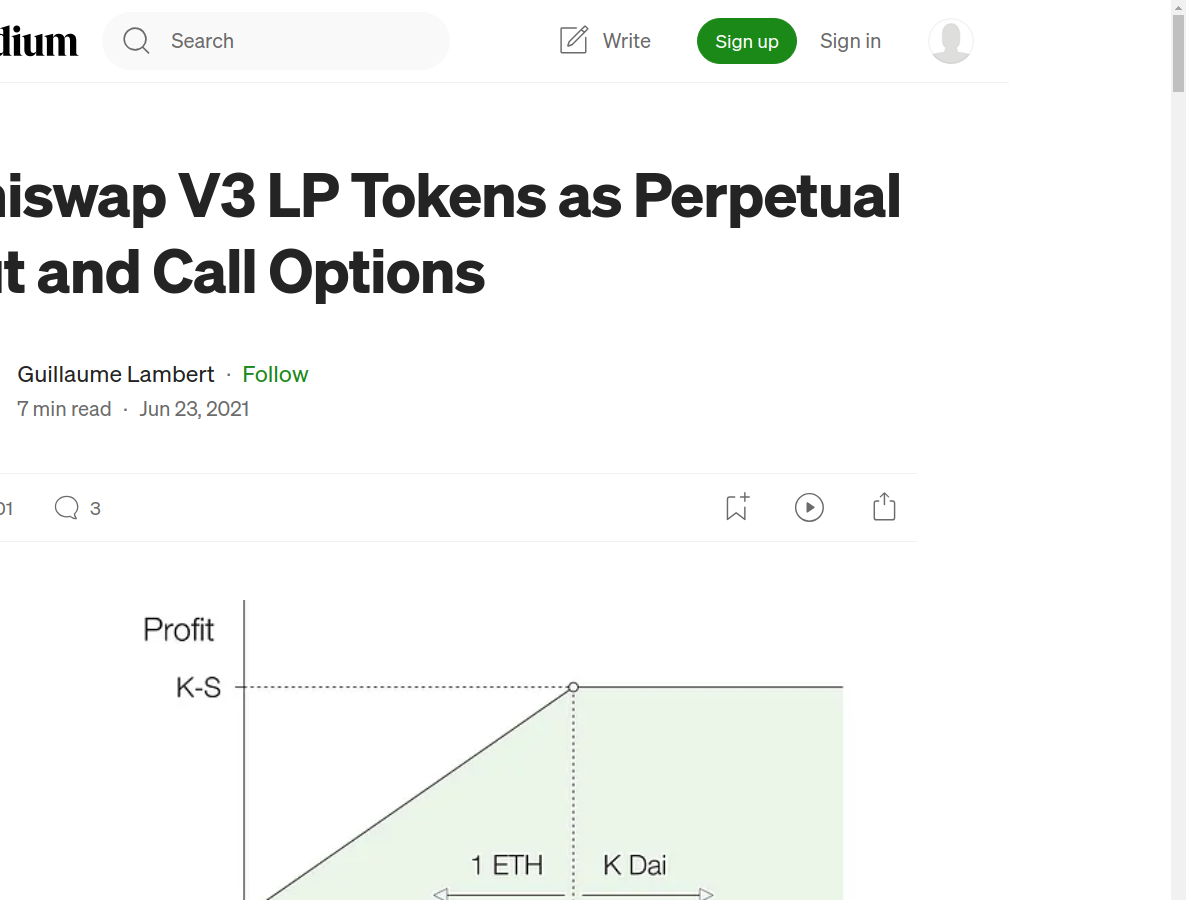 dium
Search
Write
Sign up
Sign in
niswap V3 LP Tokens as Perpetual
t and Call Options
Guillaume Lambert · Follow
7 min read · Jun 23, 2021
01
3
Profit
K-S
1 ETH
K Dai